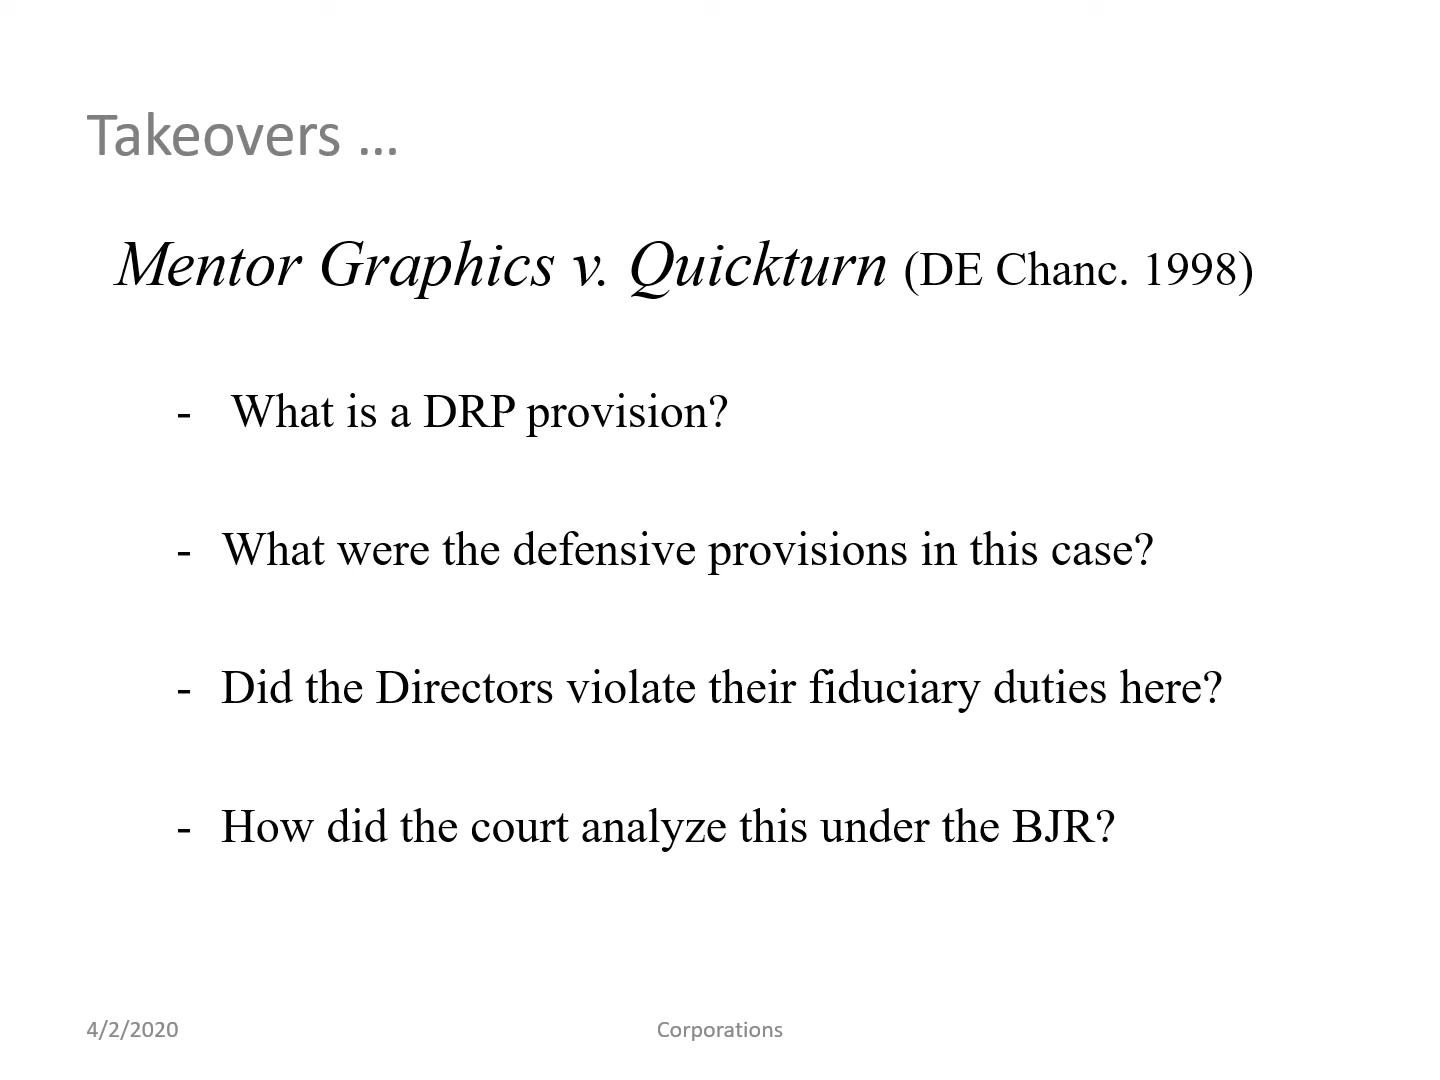 Takeovers ...
Mentor Graphics v. Quickturn (DE Chanc. 1998)
- What is a DRP provision?
- What were the defensive provisions in this case?
- Did the Directors violate their fiduciary duties here?
- How did the court analyze this under the BJR?
4/2/2020 Corporations